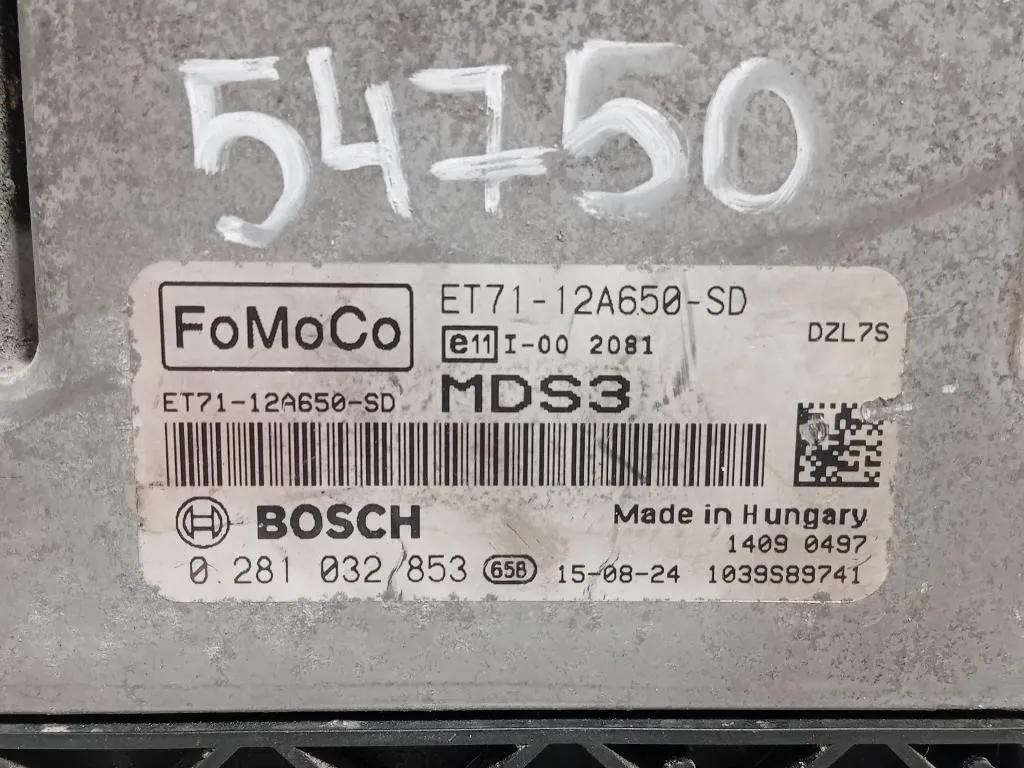 54750
FoMoCo
ET71-12A650-SD
DZL7S
e11 I-00 2081
ET71-12A650-SD
MDS3
BOSCH
Made in Hungary
1409 0497
0 281 032 853 65B 15-08-24 1039S89741